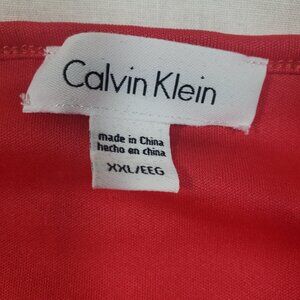 Calvin Klein
made in China
hecho en china
XXL/EEG